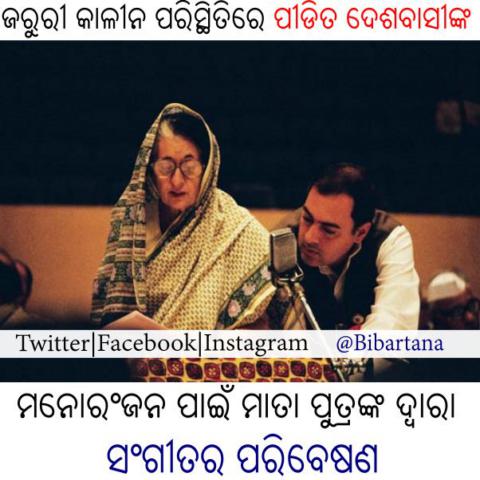 ଜରୁରୀ କାଳୀନ ପରିସ୍ଥିତିରେ ପୀଡିତ ଦେଶବାସୀଙ୍କ
Twitter|Facebook|Instagram @Bibartana
ମନୋରଂଜନ ପାଇଁ ମାତା ପୁତ୍ରଙ୍କ ଦ୍ୱାରା
ସଂଗୀତର ପରିବେଷଣ